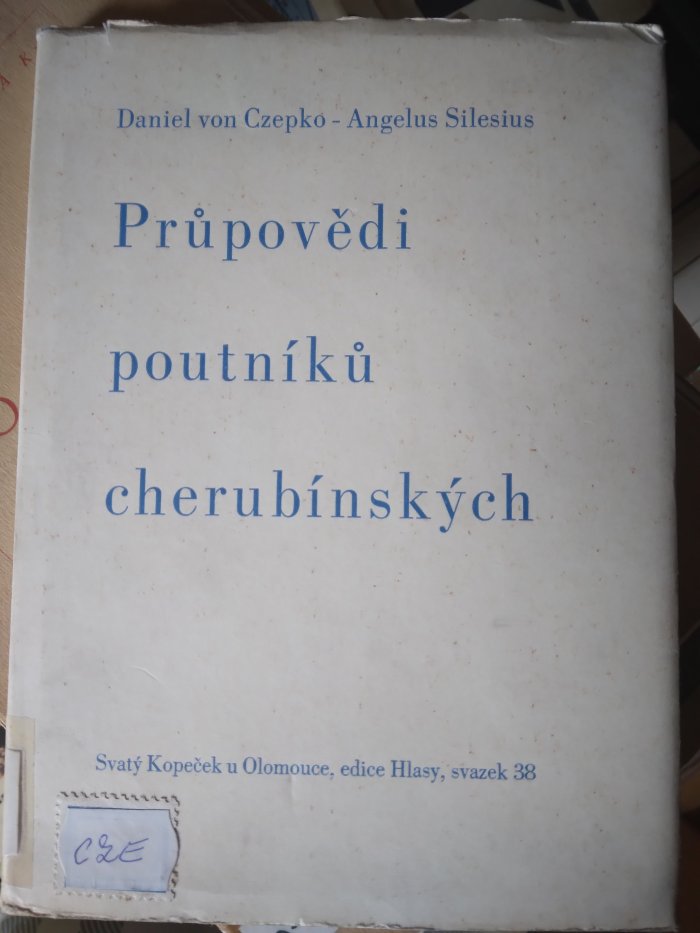 Daniel von Czepko - Angelus Silesius
Průpovědi
poutníků
cherubínských
Svatý Kopeček u Olomouce, edice Hlasy, svazek 38
CZE